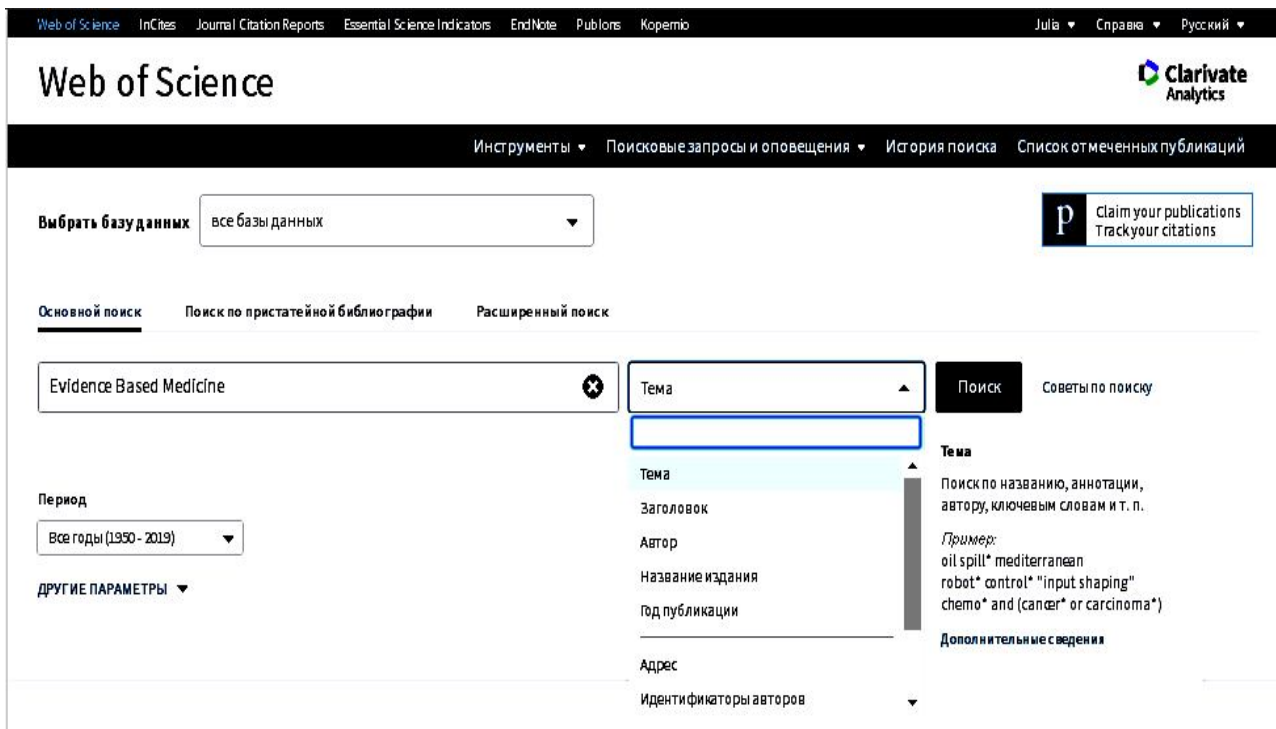 Web of Science InCites Journal Citation Reports Essential Science Indicators EndNote Publons Kopernio Julia Справка Русский
Web of Science
Clarivate
Analytics
Инструменты Поисковые запросы и оповещения История поиска Список отмеченных публикаций
Выбрать базу данных все базы данных
p Claim your publications
Track your citations
Основной поиск Поиск по пристатейной библиографии Расширенный поиск
Evidence Based Medicine Тема Поиск Советы по поиску
Тема
Заголовок
Автор
Название издания
Год публикации
Адрес
Идентификаторы авторов
Тема
Поиск по названию, аннотации,
автору, ключевым словам и т. п.
Пример:
oil spill* mediterranean
robot* control* "input shaping"
chemo* and (cancer* or carcinoma*)
Дополнительные сведения
Период
Все годы (1950 - 2019)
ДРУГИЕ ПАРАМЕТРЫ